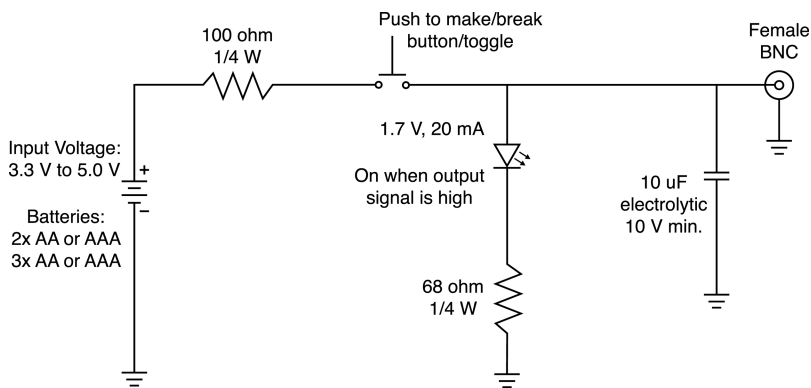 100 ohm
1/4 W
Push to make/break
button/toggle
Female
BNC
Input Voltage:
3.3 V to 5.0 V
+
−
Batteries:
2x AA or AAA
3x AA or AAA
1.7 V, 20 mA
On when output
signal is high
68 ohm
1/4 W
10 uF
electrolytic
10 V min.